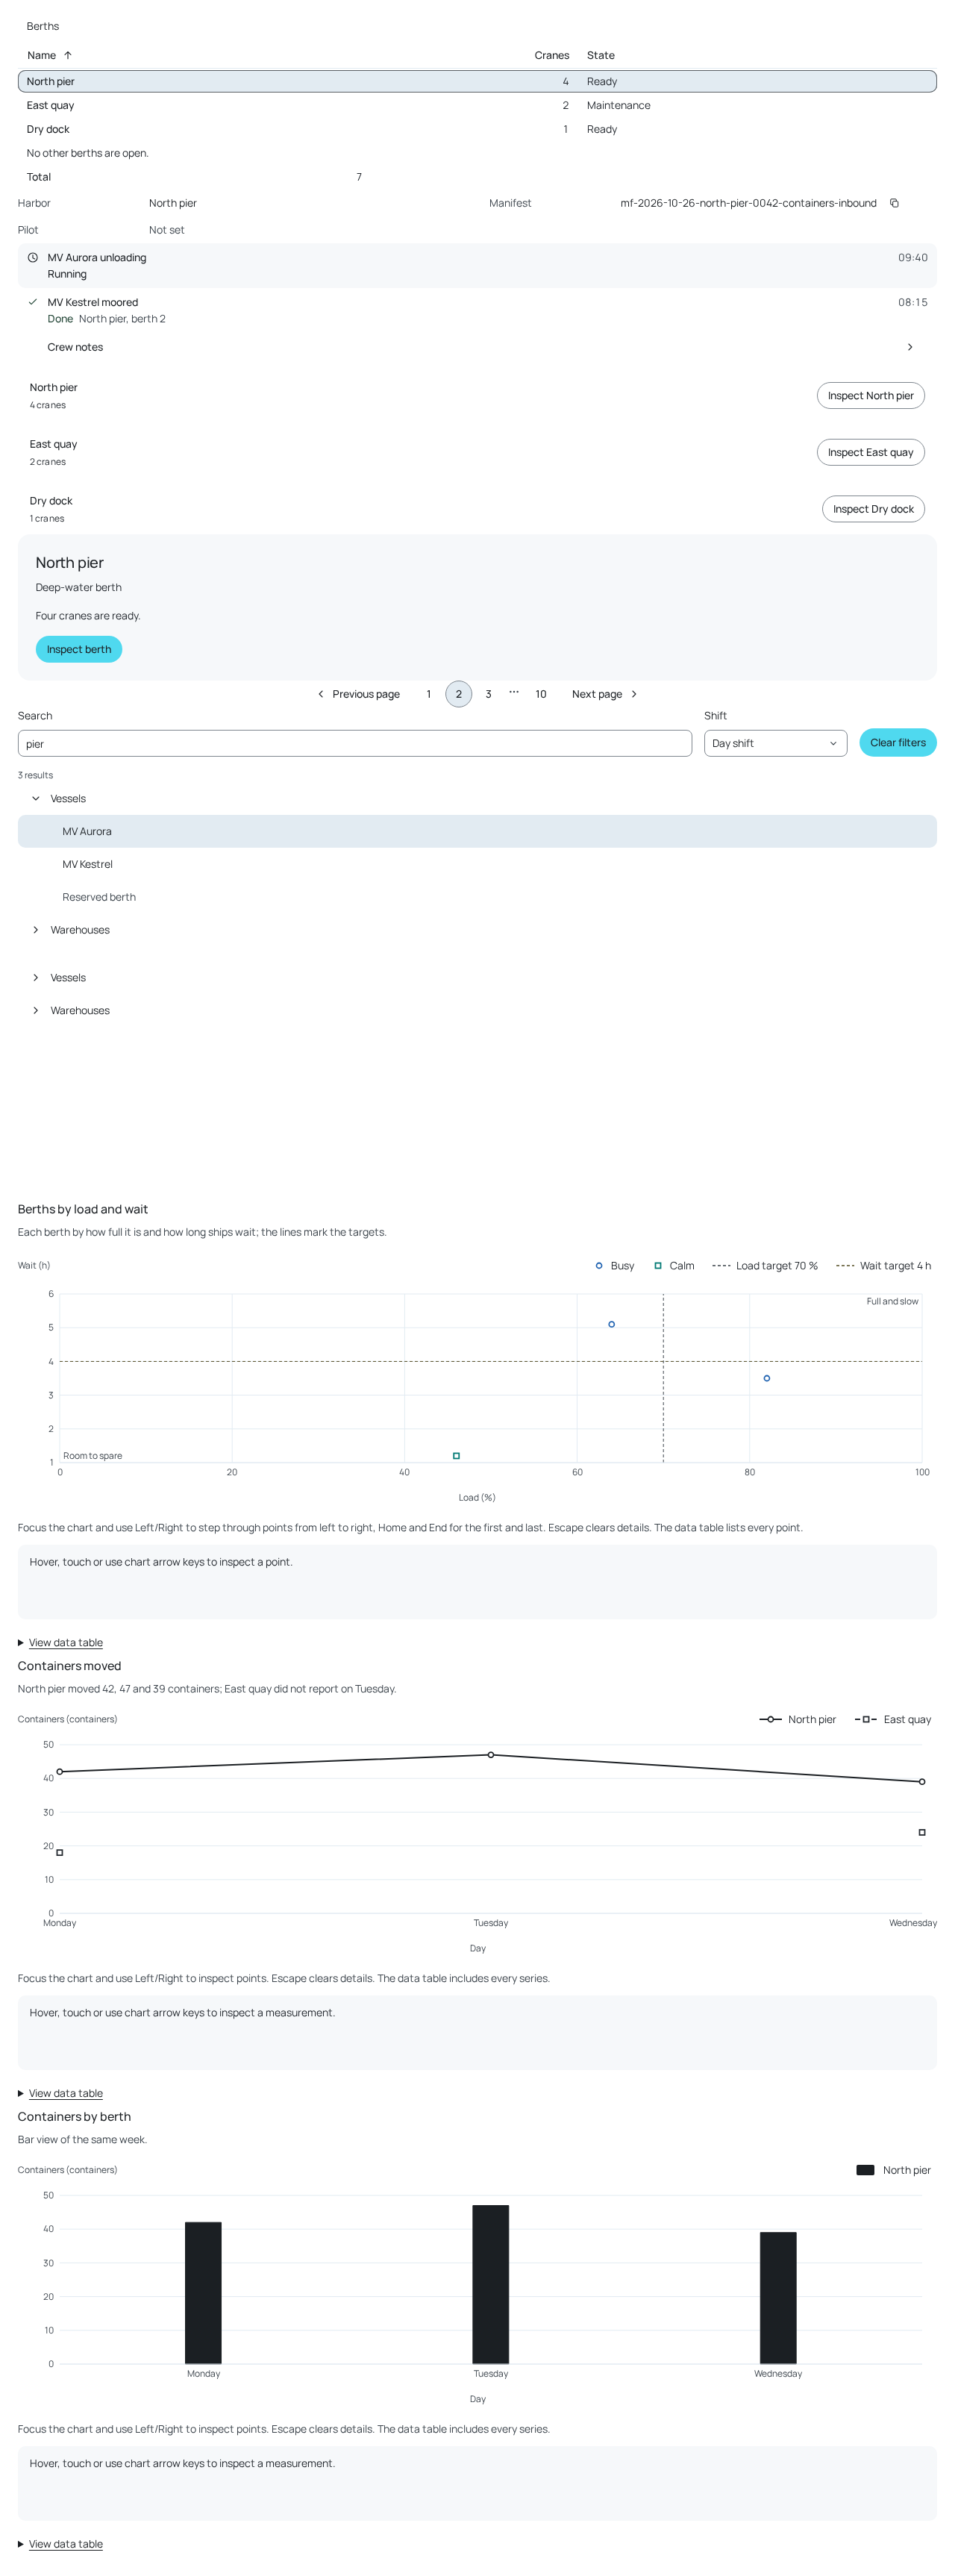 Berths
Name Cranes State
North pier 4 Ready
East quay 2 Maintenance
Dry dock 1 Ready
No other berths are open.
Total 7
Harbor North pier Manifest mf-2026-10-26-north-pier-0042-containers-inbound
Pilot Not set
MV Aurora unloading 09:40
Running
MV Kestrel moored 08:15
Done North pier, berth 2
Crew notes
North pier
4 cranes
Inspect North pier
East quay
2 cranes
Inspect East quay
Dry dock
1 cranes
Inspect Dry dock
North pier
Deep-water berth
Four cranes are ready.
Inspect berth
Previous page 1 2 3 ... 10 Next page
Search Shift
pier Day shift Clear filters
3 results
Vessels
MV Aurora
MV Kestrel
Reserved berth
Warehouses
Vessels
Warehouses
Berths by load and wait
Each berth by how full it is and how long ships wait; the lines mark the targets.
Wait (h) Busy Calm Load target 70 % Wait target 4 h
6 Full and slow
5
4
3
2
1 Room to spare
0 20 40 60 80 100
Load (%)
Focus the chart and use Left/Right to step through points from left to right, Home and End for the first and last. Escape clears details. The data table lists every point.
Hover, touch or use chart arrow keys to inspect a point.
View data table
Containers moved
North pier moved 42, 47 and 39 containers; East quay did not report on Tuesday.
Containers (containers) North pier East quay
50
40
30
20
10
0
Monday Tuesday Wednesday
Day
Focus the chart and use Left/Right to inspect points. Escape clears details. The data table includes every series.
Hover, touch or use chart arrow keys to inspect a measurement.
View data table
Containers by berth
Bar view of the same week.
Containers (containers) North pier
50
40
30
20
10
0
Monday Tuesday Wednesday
Day
Focus the chart and use Left/Right to inspect points. Escape clears details. The data table includes every series.
Hover, touch or use chart arrow keys to inspect a measurement.
View data table